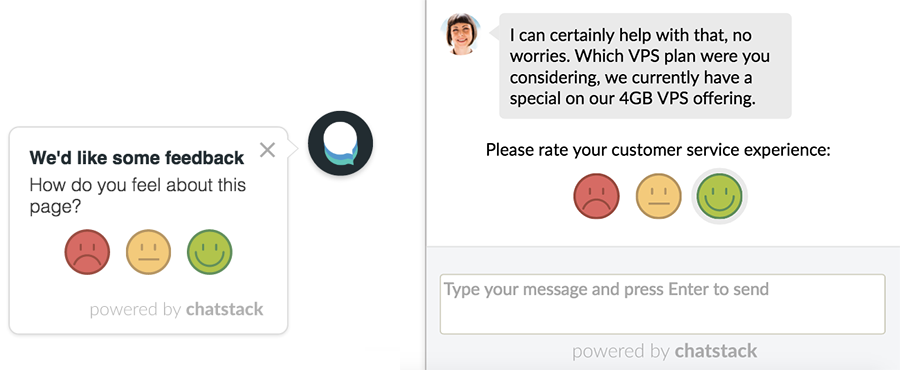 We'd like some feedback
How do you feel about this
page?
powered by chatstack
I can certainly help with that, no
worries. Which VPS plan were you
considering, we currently have a
special on our 4GB VPS offering.
Please rate your customer service experience:
Type your message and press Enter to send
powered by chatstack